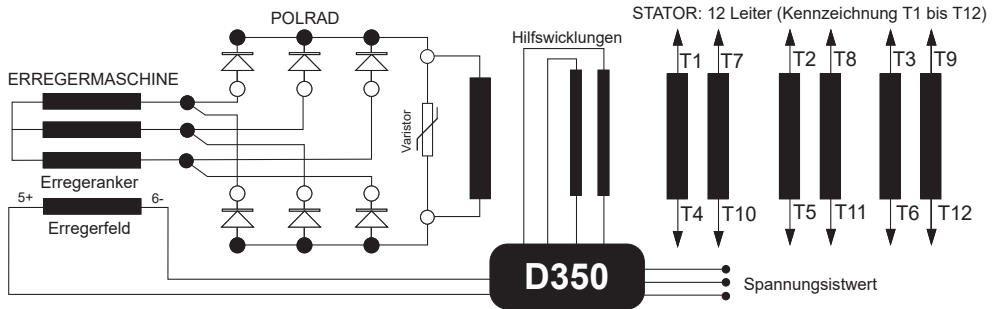 POLRAD
STATOR: 12 Leiter (Kennzeichnung T1 bis T12)
Hilfswicklungen
T1
T7
T2
T8
T3
T9
ERREGERMASCHINE
Varistor
Erregeranker
5+
6-
Erregerfeld
T4
T10
T5
T11
T6
T12
D350
Spannungsistwert